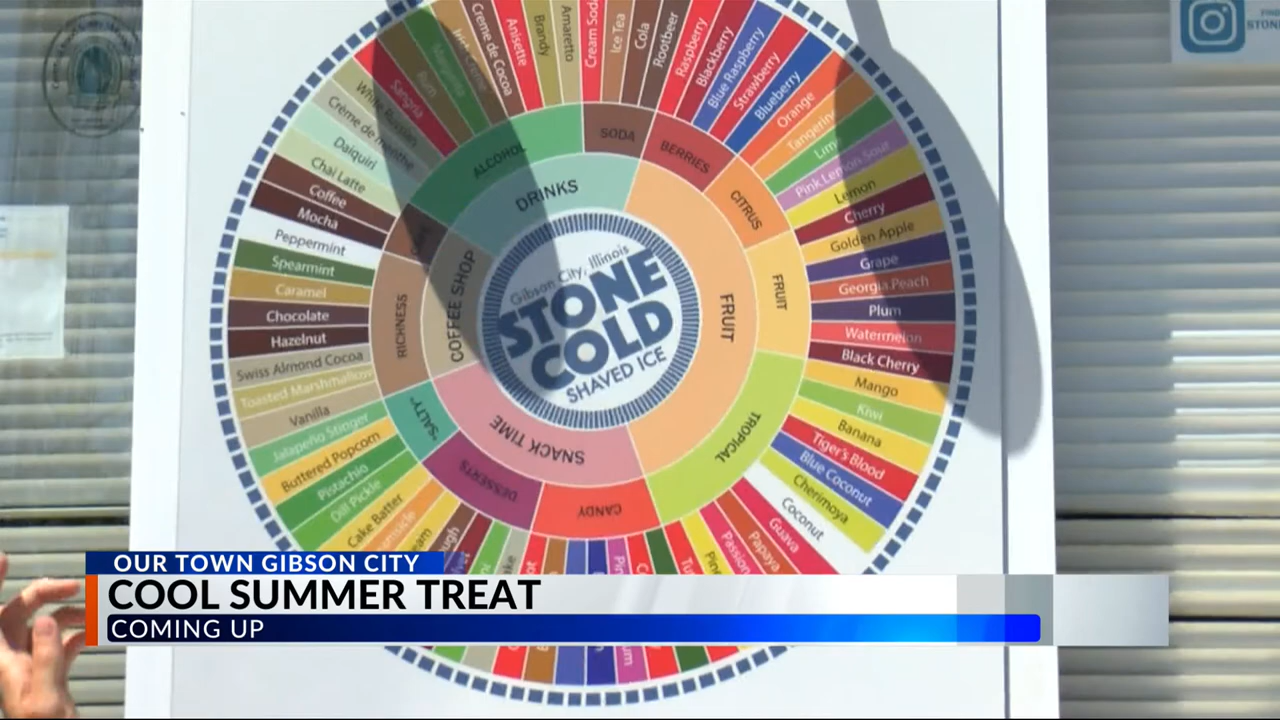 Creme de Cocoa
Anisette
Brandy
Amaretto
Cream Soda
Ice Tea
Cola
Rootbeer
Raspberry
Blackberry
Blue Raspberry
Strawberry
Blueberry
Orange
Tangerine
Lime
Pink Lemon Sour
Lemon
Cherry
Golden Apple
Grape
Georgia Peach
Plum
Watermelon
Black Cherry
Mango
Kiwi
Banana
Tiger's Blood
Blue Coconut
Cherimoya
Coconut
Guava
Papaya
Passion
Cake Batter
Dill Pickle
Pistachio
Buttered Popcorn
Jalapeño Stinger
Vanilla
Toasted Marshmallow
Swiss Almond Cocoa
Hazelnut
Chocolate
Caramel
Spearmint
Peppermint
Mocha
Coffee
Chai Latte
Daiquiri
Crème de menthe
White Russian
Sangria
Rum
ALCOHOL
SODA
BERRIES
CITRUS
FRUIT
TROPICAL
CANDY
DESSERTS
"SALTY"
RICHNESS
DRINKS
FRUIT
SNACK TIME
COFFEE SHOP
Gibson City, Illinois
STONE
COLD
SHAVED ICE
OUR TOWN GIBSON CITY
COOL SUMMER TREAT
COMING UP